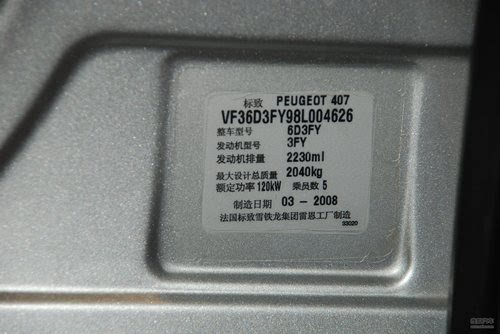 标致 PEUGEOT 407
VF36D3FY98L004626
整车型号 6D3FY
发动机型号 3FY
发动机排量 2230ml
最大设计总质量 2040kg
额定功率 120kW 乘员数 5
制造日期 03-2008
法国标致雪铁龙集团雷恩工厂制造
33020